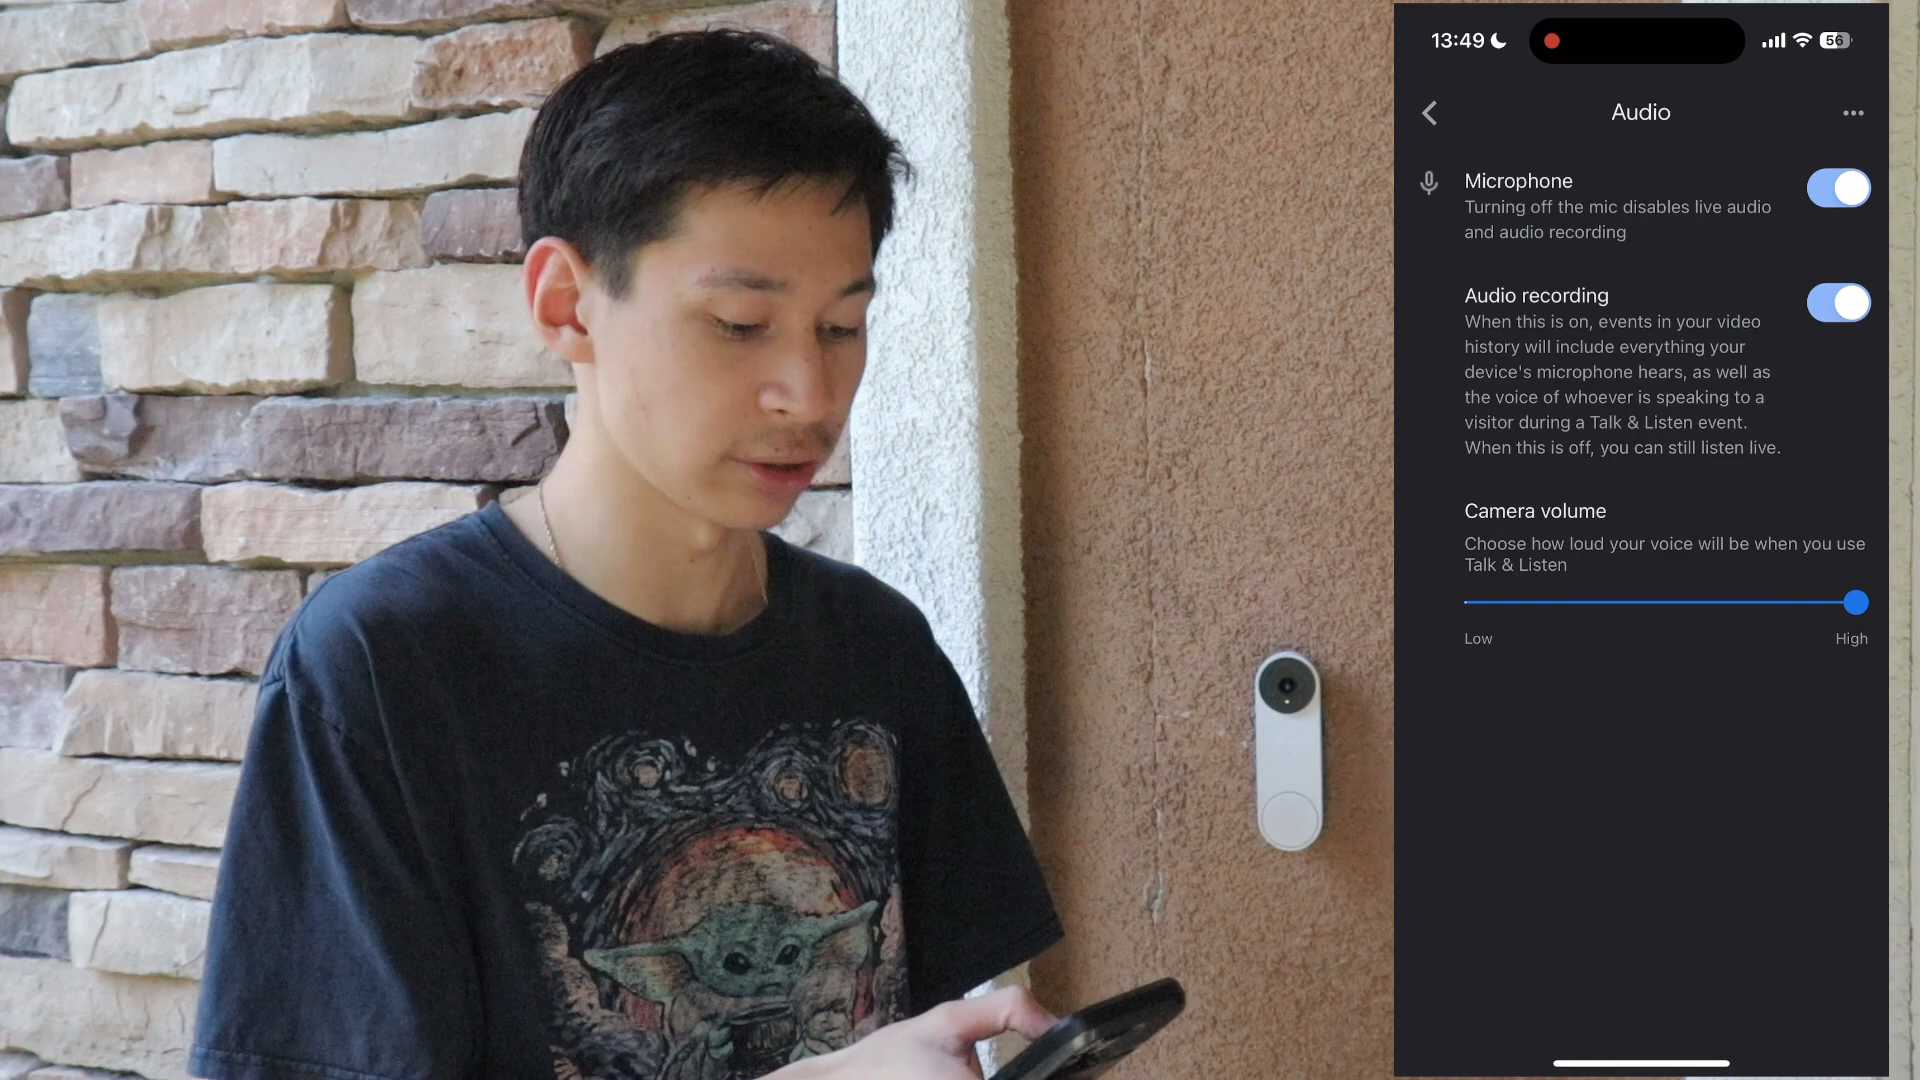 13:49
56
Audio
Microphone
Turning off the mic disables live audio
and audio recording
Audio recording
When this is on, events in your video
history will include everything your
device's microphone hears, as well as
the voice of whoever is speaking to a
visitor during a Talk & Listen event.
When this is off, you can still listen live.
Camera volume
Choose how loud your voice will be when you use
Talk & Listen
Low
High